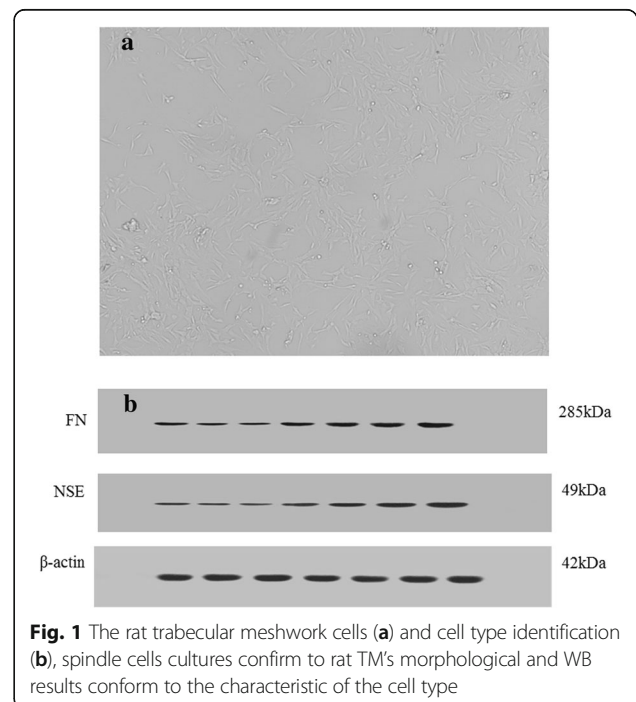 a
b
FN 285kDa
NSE 49kDa
β-actin 42kDa
Fig. 1 The rat trabecular meshwork cells (a) and cell type identification
(b), spindle cells cultures confirm to rat TM's morphological and WB
results conform to the characteristic of the cell type